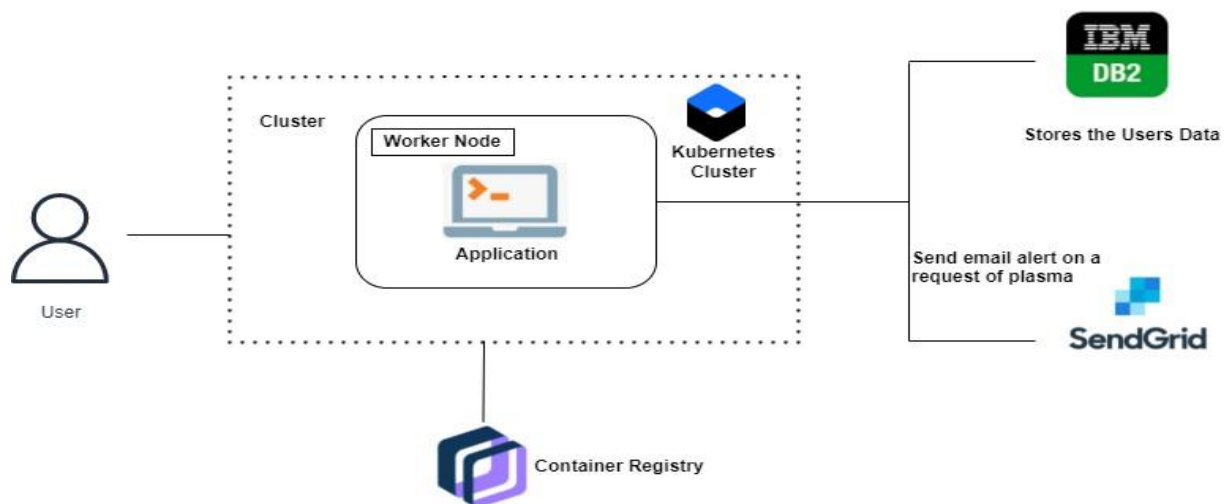 IBM
DB2
Stores the Users Data
Cluster
Worker Node
Kubernetes
Cluster
Application
User
Send email alert on a
request of plasma
SendGrid
Container Registry